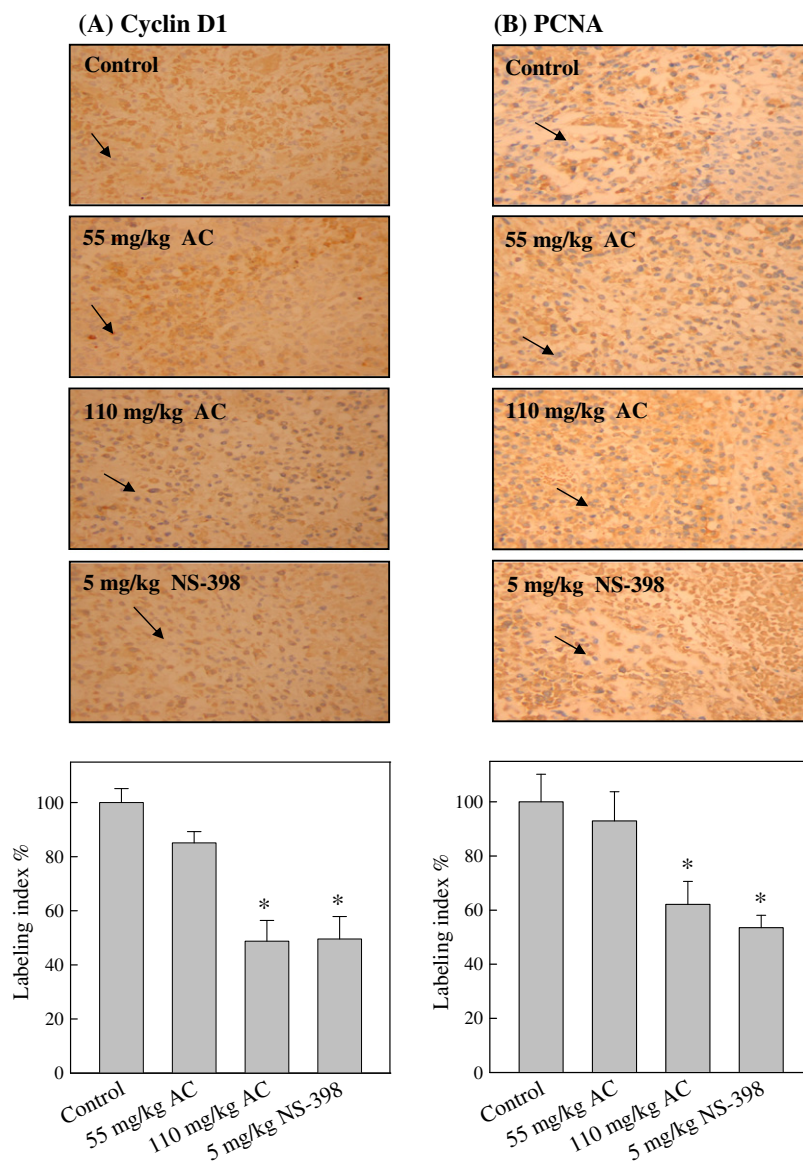 (A) Cyclin D1
Control
55 mg/kg AC
110 mg/kg AC
5 mg/kg NS-398
Labeling index %
100
80
60
40
20
0
*
*
Control
55 mg/kg AC
110 mg/kg AC
5 mg/kg NS-398
(B) PCNA
Control
55 mg/kg AC
110 mg/kg AC
5 mg/kg NS-398
Labeling index %
100
80
60
40
20
0
*
*
Control
55 mg/kg AC
110 mg/kg AC
5 mg/kg NS-398